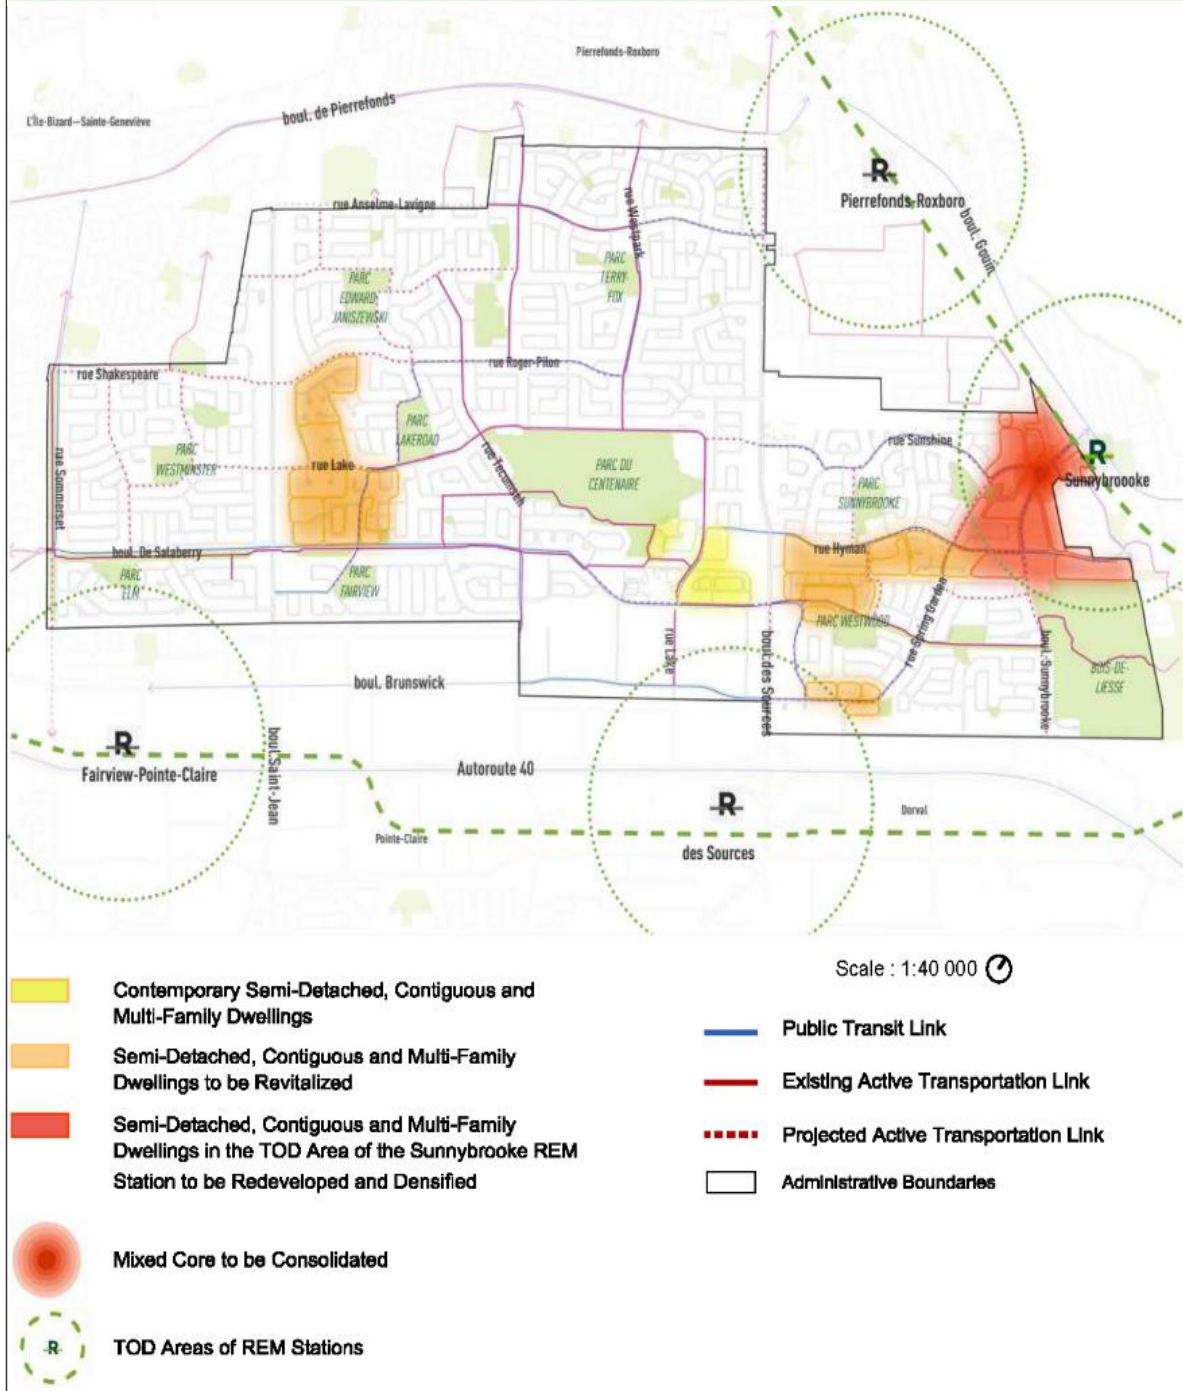 Pierrefonds-Roxboro
L'Île-Bizard–Sainte-Geneviève
boul. de Pierrefonds
R
Pierrefonds-Roxboro
boul. Gouin
rue Anselme-Lavigne
rue Westpark
PARC
TERRY-
FOX
PARC
EDWARD-
JANISZEWSKI
rue Roger-Pilon
rue Shakespeare
PARC
LAKEROAD
rue Sunshine
R
Sunnybroooke
rue Sommerset
PARC
WESTMINSTER
rue Lake
rue Tecumseth
PARC DU
CENTENAIRE
PARC
SUNNYBROOKE
boul. De Salaberry
rue Hyman
PARC
ELM
PARC
FAIRVIEW
rue Spring Garden
PARC WESTWOOD
rue Lake
boul. des Sources
boul. Sunnybrooke
BOIS-DE-
LIESSE
boul. Brunswick
R
Fairview-Pointe-Claire
boul. Saint-Jean
Autoroute 40
R
des Sources
Dorval
Pointe-Claire
Scale : 1:40 000
Contemporary Semi-Detached, Contiguous and
Multi-Family Dwellings
Semi-Detached, Contiguous and Multi-Family
Dwellings to be Revitalized
Semi-Detached, Contiguous and Multi-Family
Dwellings in the TOD Area of the Sunnybrooke REM
Station to be Redeveloped and Densified
Mixed Core to be Consolidated
R
TOD Areas of REM Stations
Public Transit Link
Existing Active Transportation Link
Projected Active Transportation Link
Administrative Boundaries